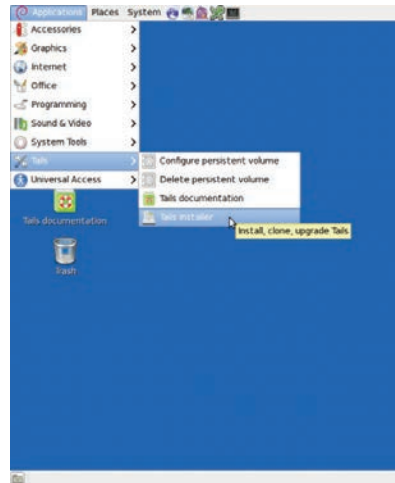 Applications Places System
Accessories
Graphics
Internet
Office
Programming
Sound & Video
System Tools
Tails
Universal Access
Configure persistent volume
Delete persistent volume
Tails documentation
Tails Installer
Install, clone, upgrade Tails
Tails documentation
Trash